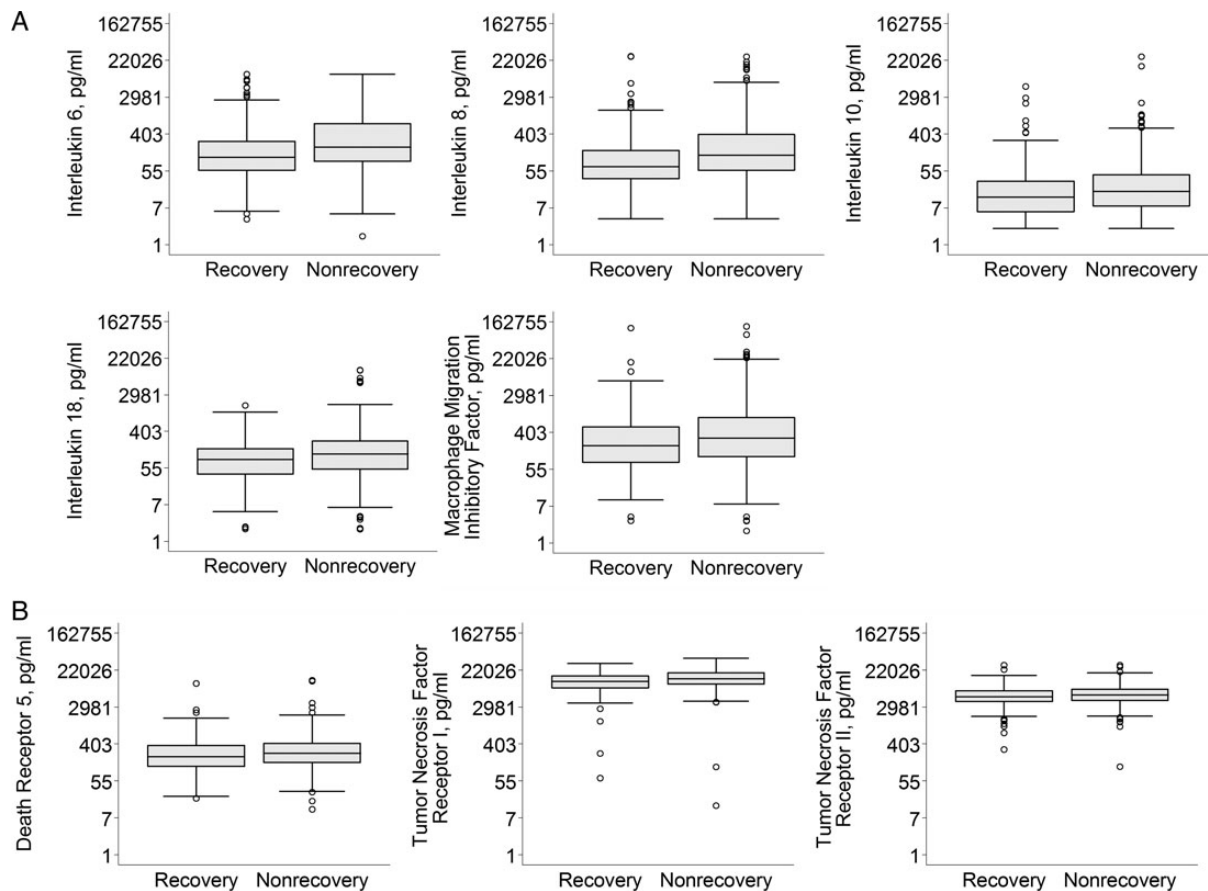 A
Interleukin 6, pg/ml
162755
22026
2981
403
55
7
1
Recovery Nonrecovery
Interleukin 8, pg/ml
162755
22026
2981
403
55
7
1
Recovery Nonrecovery
Interleukin 10, pg/ml
162755
22026
2981
403
55
7
1
Recovery Nonrecovery
Interleukin 18, pg/ml
162755
22026
2981
403
55
7
1
Recovery Nonrecovery
Macrophage Migration
Inhibitory Factor, pg/ml
162755
22026
2981
403
55
7
1
Recovery Nonrecovery
B
Death Receptor 5, pg/ml
162755
22026
2981
403
55
7
1
Recovery Nonrecovery
Tumor Necrosis Factor
Receptor I, pg/ml
162755
22026
2981
403
55
7
1
Recovery Nonrecovery
Tumor Necrosis Factor
Receptor II, pg/ml
162755
22026
2981
403
55
7
1
Recovery Nonrecovery